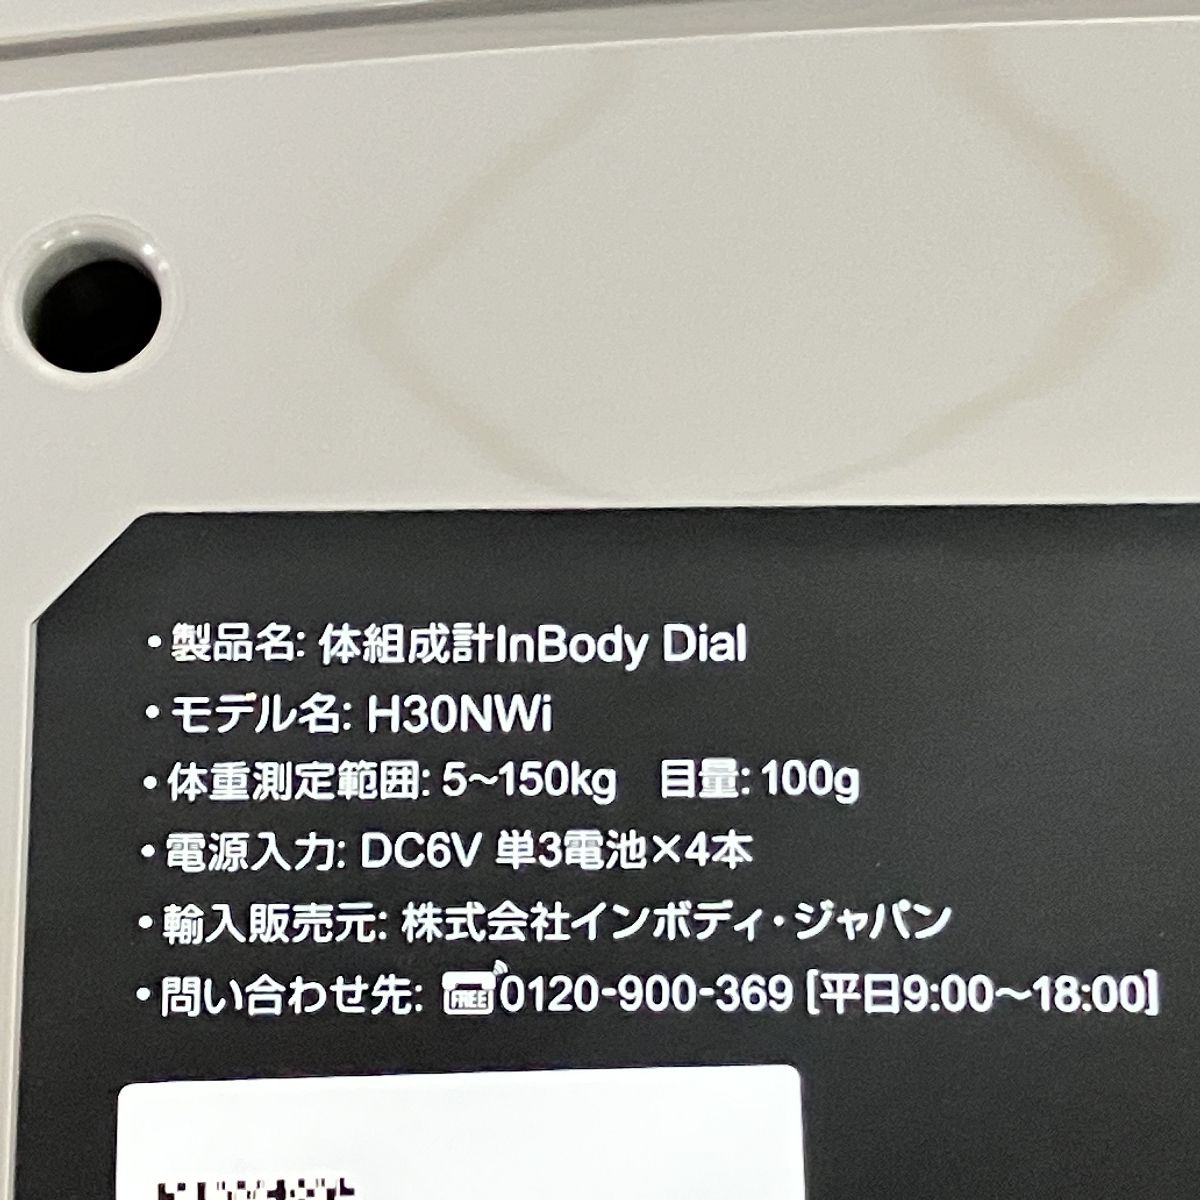 ・製品名: 体組成計InBody Dial
・モデル名: H30NWi
・体重測定範囲: 5~150kg 目量: 100g
・電源入力: DC6V 単3電池×4本
・輸入販売元: 株式会社インボディ・ジャパン
・問い合わせ先: FREE 0120-900-369 [平日9:00～18:00]